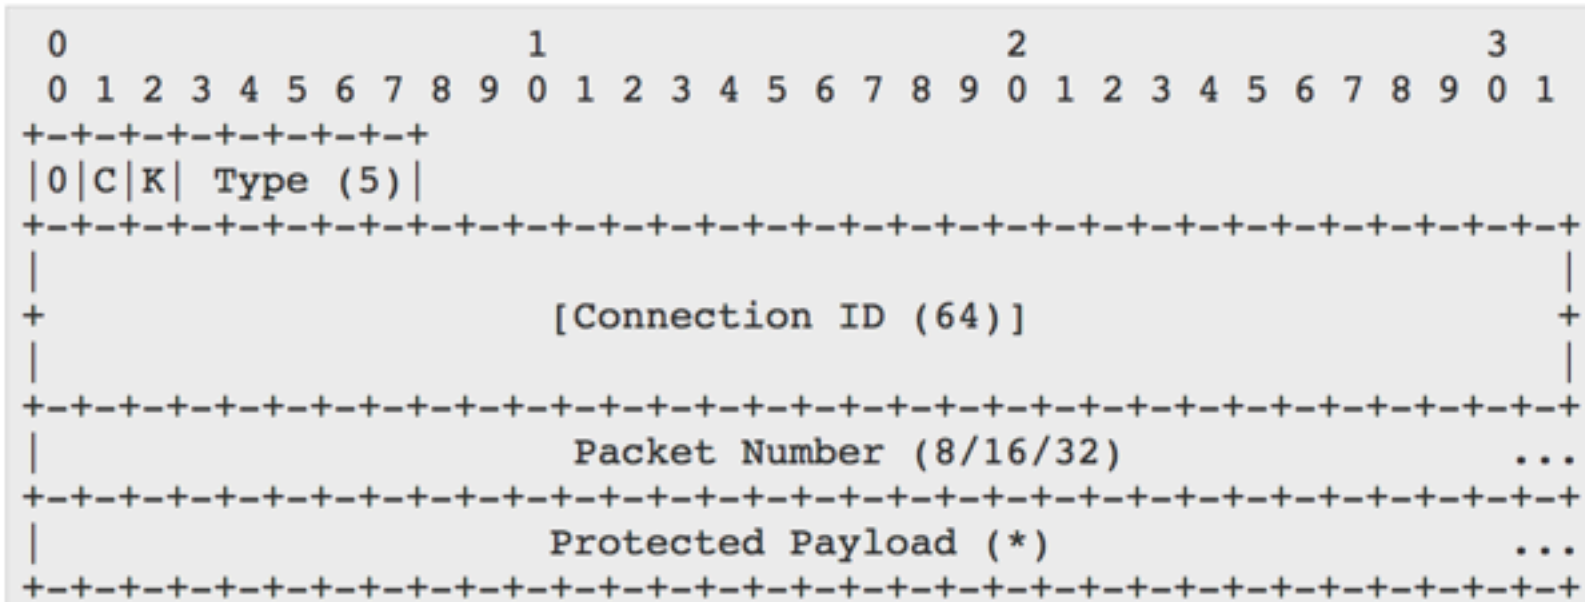 0                   1                   2                   3
 0 1 2 3 4 5 6 7 8 9 0 1 2 3 4 5 6 7 8 9 0 1 2 3 4 5 6 7 8 9 0 1
+-+-+-+-+-+-+-+-+
|0|C|K| Type (5)|
+-+-+-+-+-+-+-+-+-+-+-+-+-+-+-+-+-+-+-+-+-+-+-+-+-+-+-+-+-+-+-+-+
|                                                               |
+                     [Connection ID (64)]                      +
|                                                               |
+-+-+-+-+-+-+-+-+-+-+-+-+-+-+-+-+-+-+-+-+-+-+-+-+-+-+-+-+-+-+-+-+
|                      Packet Number (8/16/32)                ...
+-+-+-+-+-+-+-+-+-+-+-+-+-+-+-+-+-+-+-+-+-+-+-+-+-+-+-+-+-+-+-+-+
|                     Protected Payload (*)                   ...
+-+-+-+-+-+-+-+-+-+-+-+-+-+-+-+-+-+-+-+-+-+-+-+-+-+-+-+-+-+-+-+-+